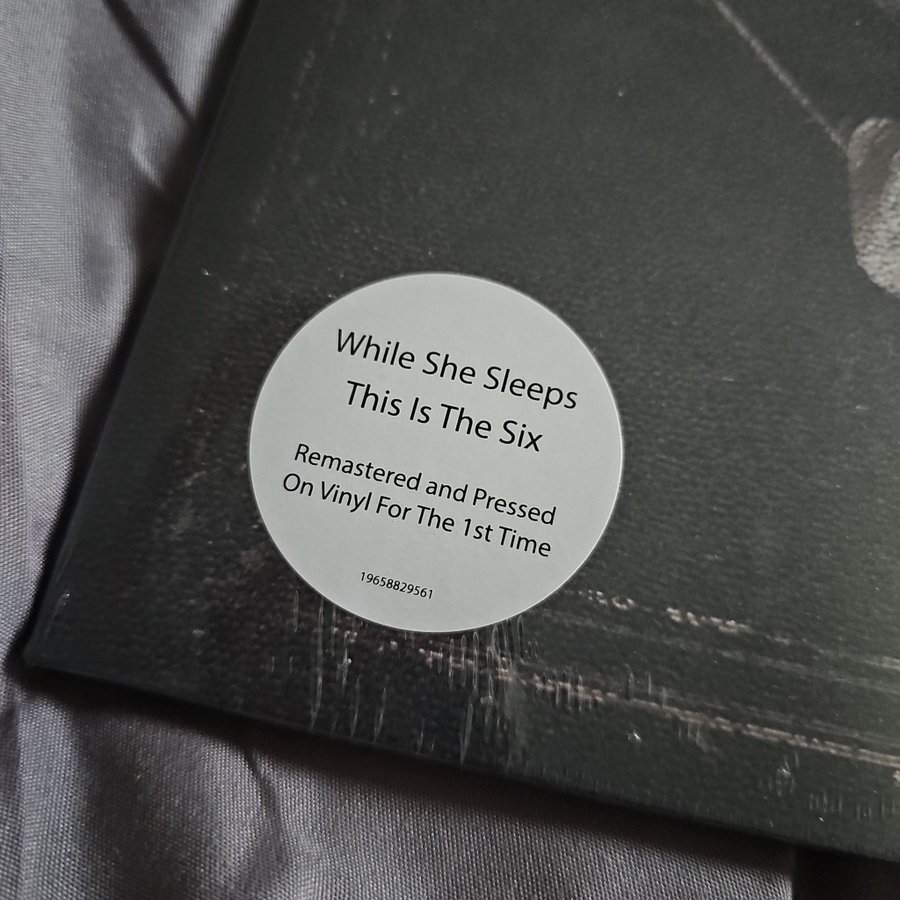 While She Sleeps
This Is The Six
Remastered and Pressed
On Vinyl For The 1st Time
19658829561